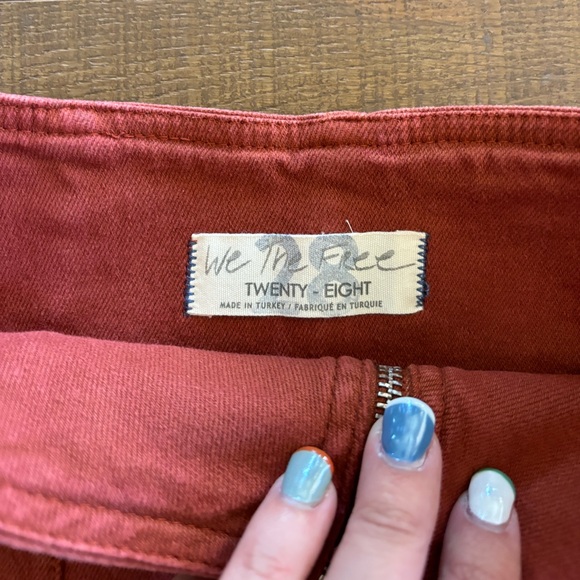 28
We The Free
TWENTY - EIGHT
MADE IN TURKEY / FABRIQUÉ EN TURQUIE